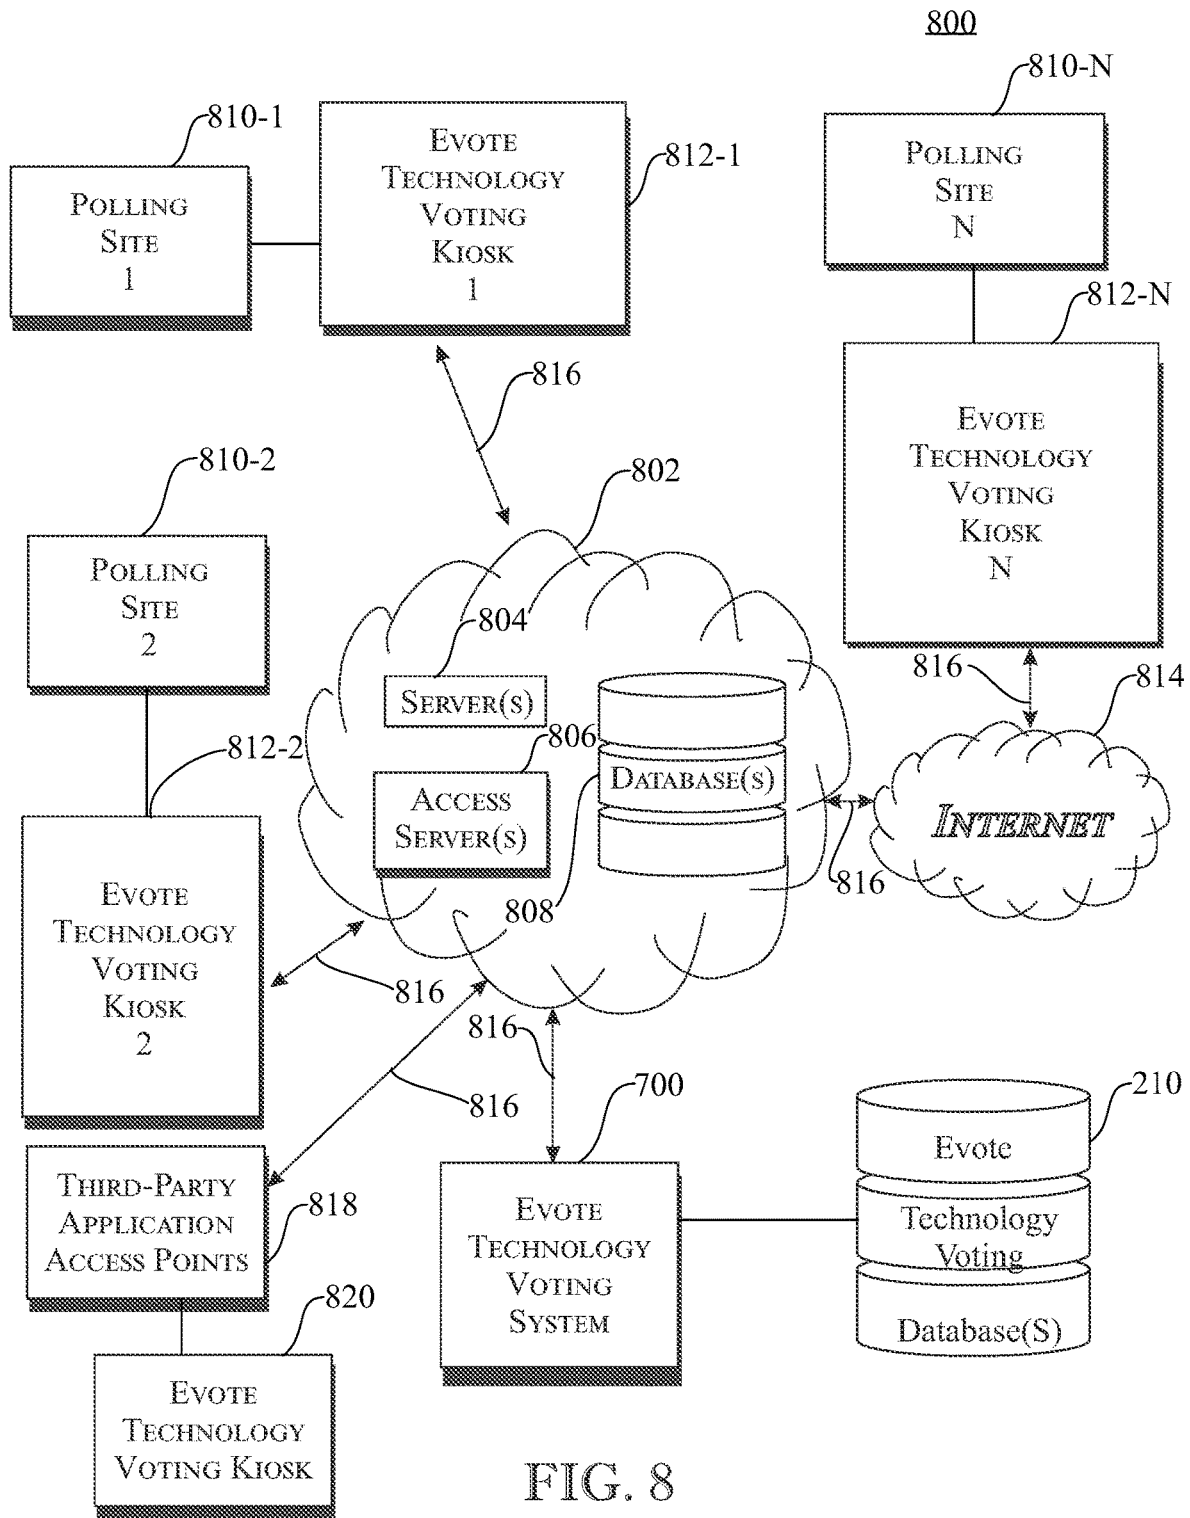 800
810-N
POLLING
SITE
N
810-1
POLLING
SITE
1
EVOTE
TECHNOLOGY
VOTING
KIOSK
1
812-1
812-N
EVOTE
TECHNOLOGY
VOTING
KIOSK
N
816
810-2
POLLING
SITE
2
802
804
SERVER(S)
806
ACCESS
SERVER(S)
808
DATABASE(S)
816
814
INTERNET
816
812-2
EVOTE
TECHNOLOGY
VOTING
KIOSK
2
816
816
816
THIRD-PARTY
APPLICATION
ACCESS POINTS
818
820
EVOTE
TECHNOLOGY
VOTING KIOSK
700
EVOTE
TECHNOLOGY
VOTING
SYSTEM
210
Evote
Technology
Voting
Database(S)
FIG. 8